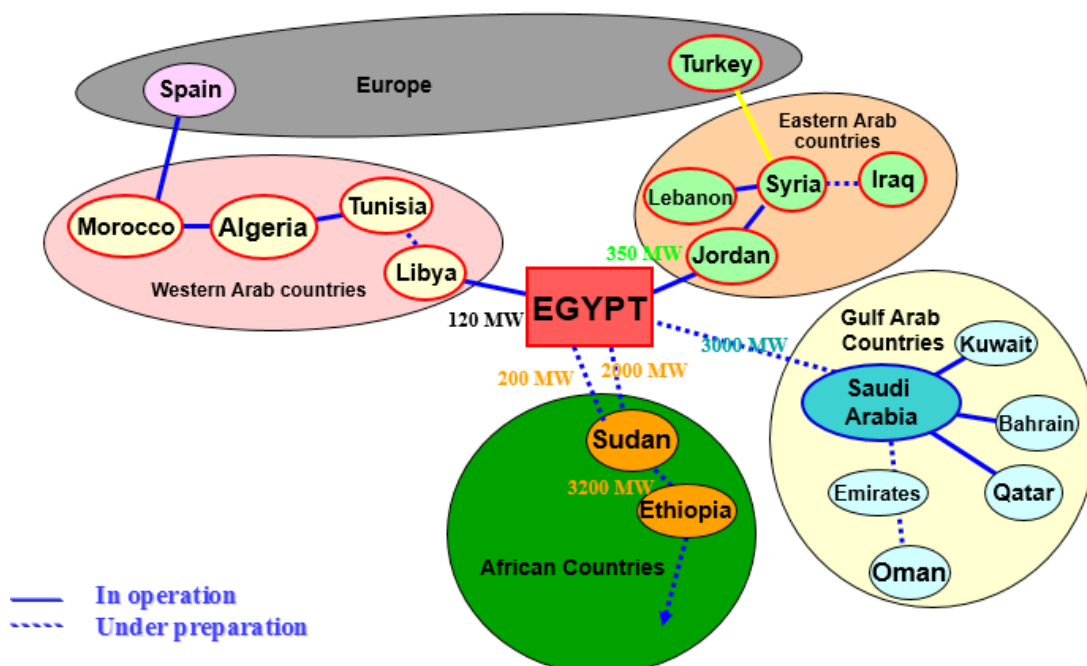 Turkey
Spain
Europe
Eastern Arab
countries
Lebanon
Syria
Iraq
Tunisia
Morocco
Algeria
350 MW
Jordan
Libya
Western Arab countries
EGYPT
120 MW
Gulf Arab
Countries
3000 MW
Kuwait
200 MW
2000 MW
Saudi
Arabia
Bahrain
Sudan
3200 MW
Ethiopia
Emirates
Qatar
African Countries
Oman
In operation
Under preparation